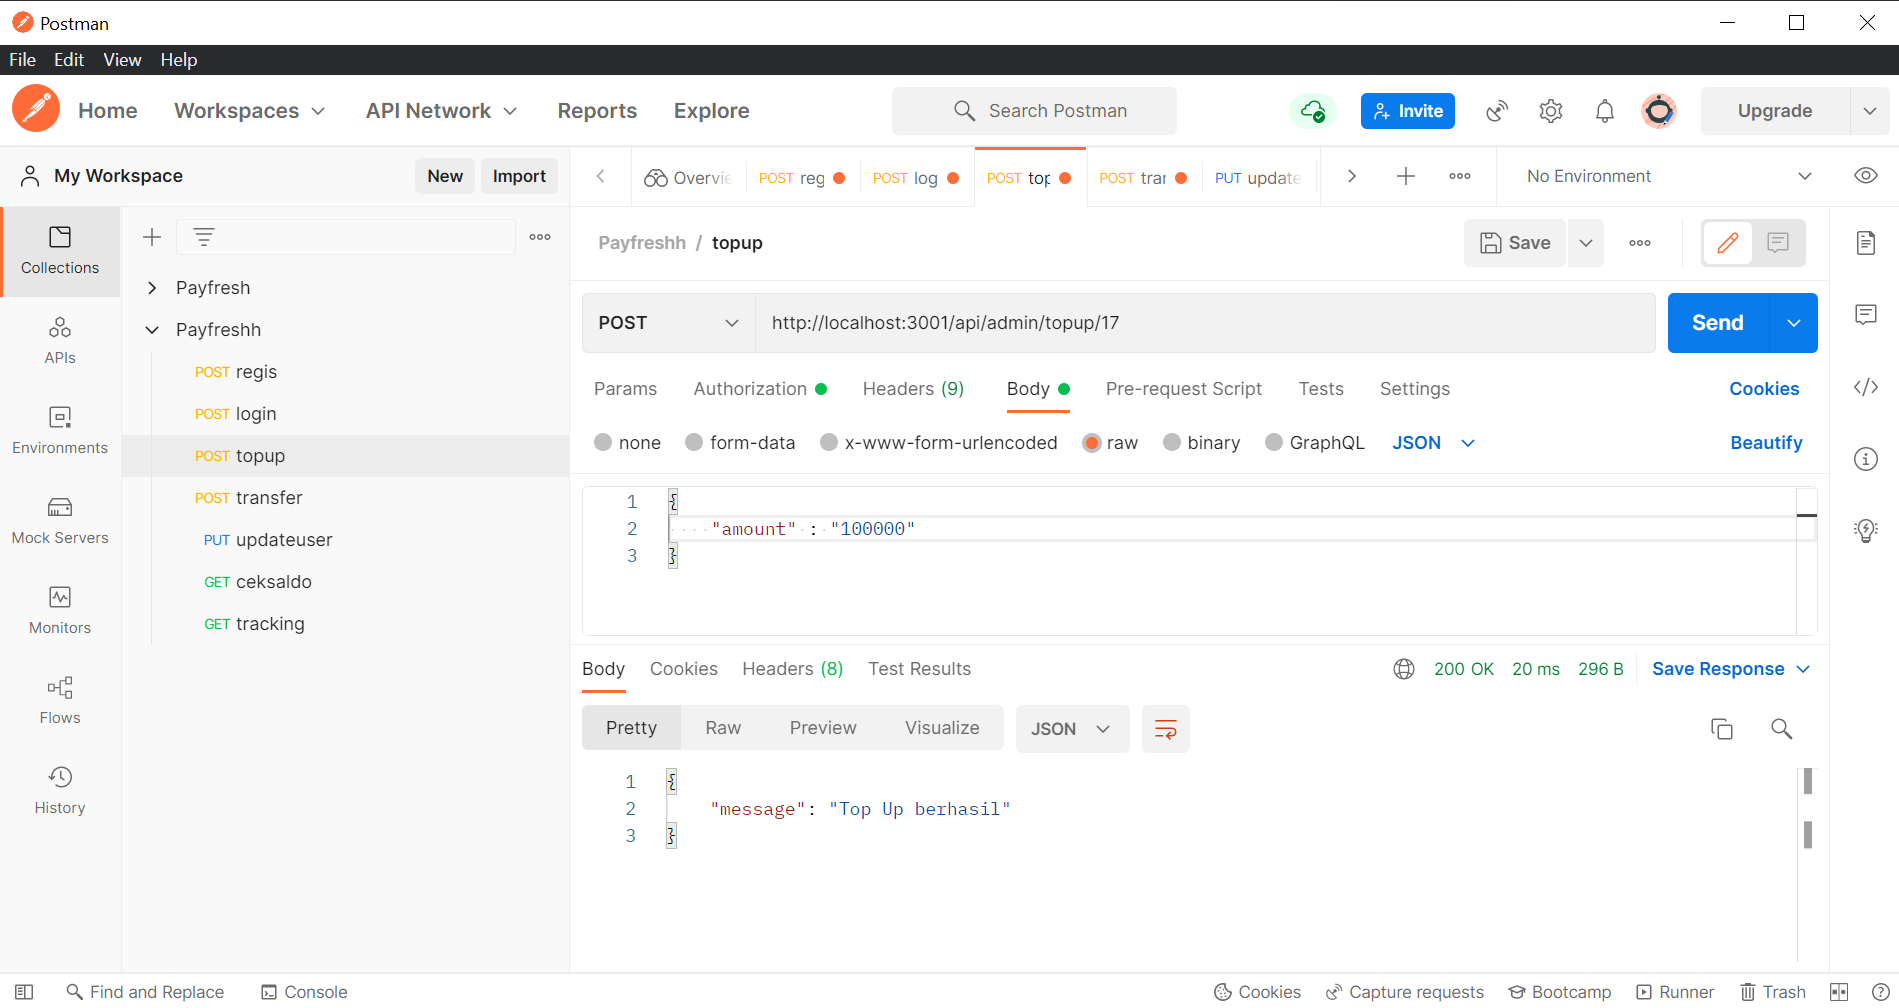 Postman
File Edit View Help
Home Workspaces API Network Reports Explore Search Postman Invite Upgrade
My Workspace New Import
Overvie POST reg POST log POST top POST trar PUT update No Environment
Collections
APIs
Environments
Mock Servers
Monitors
Flows
History
Payfresh
Payfreshh
POST regis
POST login
POST topup
POST transfer
PUT updateuser
GET ceksaldo
GET tracking
Payfreshh / topup Save
POST http://localhost:3001/api/admin/topup/17 Send
Params Authorization Headers (9) Body Pre-request Script Tests Settings Cookies
none form-data x-www-form-urlencoded raw binary GraphQL JSON Beautify
1 {
2 "amount" : "100000"
3 }
Body Cookies Headers (8) Test Results 200 OK 20 ms 296 B Save Response
Pretty Raw Preview Visualize JSON
1 {
2 "message": "Top Up berhasil"
3 }
Find and Replace Console Cookies Capture requests Bootcamp Runner Trash